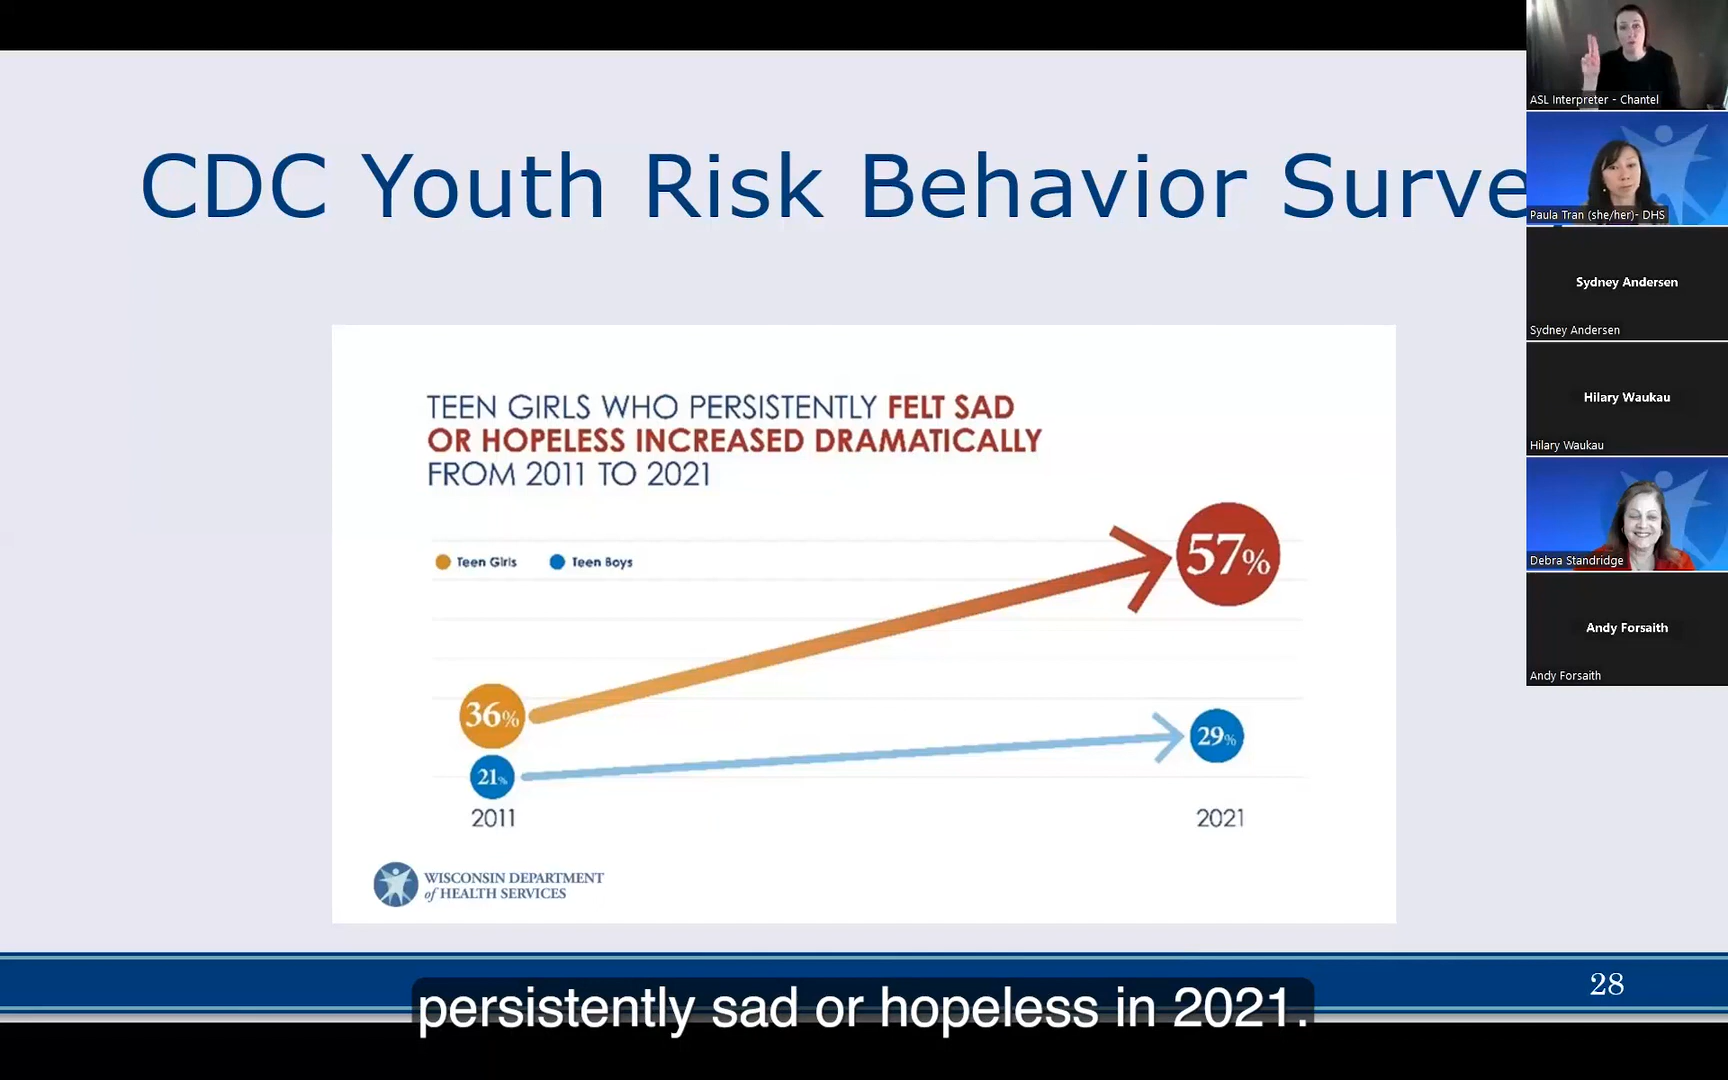 CDC Youth Risk Behavior Surve
TEEN GIRLS WHO PERSISTENTLY FELT SAD
OR HOPELESS INCREASED DRAMATICALLY
FROM 2011 TO 2021
Teen Girls
Teen Boys
57%
36%
29%
21%
2011
2021
WISCONSIN DEPARTMENT
of HEALTH SERVICES
28
persistently sad or hopeless in 2021.
ASL Interpreter - Chantel
Paula Tran (she/her)- DHS
Sydney Andersen
Sydney Andersen
Hilary Waukau
Hilary Waukau
Debra Standridge
Andy Forsaith
Andy Forsaith